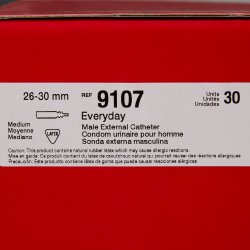 26-30 mm
REF 9107
Units
Unités
Unidades
30
Everyday
Medium
Moyenne
Mediano
LATEX
Male External Catheter
Condom urinaire pour homme
Sonda externa masculina
Caution: This product contains natural rubber latex which may cause allergic reactions.
Mise en garde: Ce produit contient du latex de caoutchouc naturel qui pourrait causer des réactions allergiques
Precaución: Este producto contiene látex de caucho natural que puede causar reacciones alérgicas.